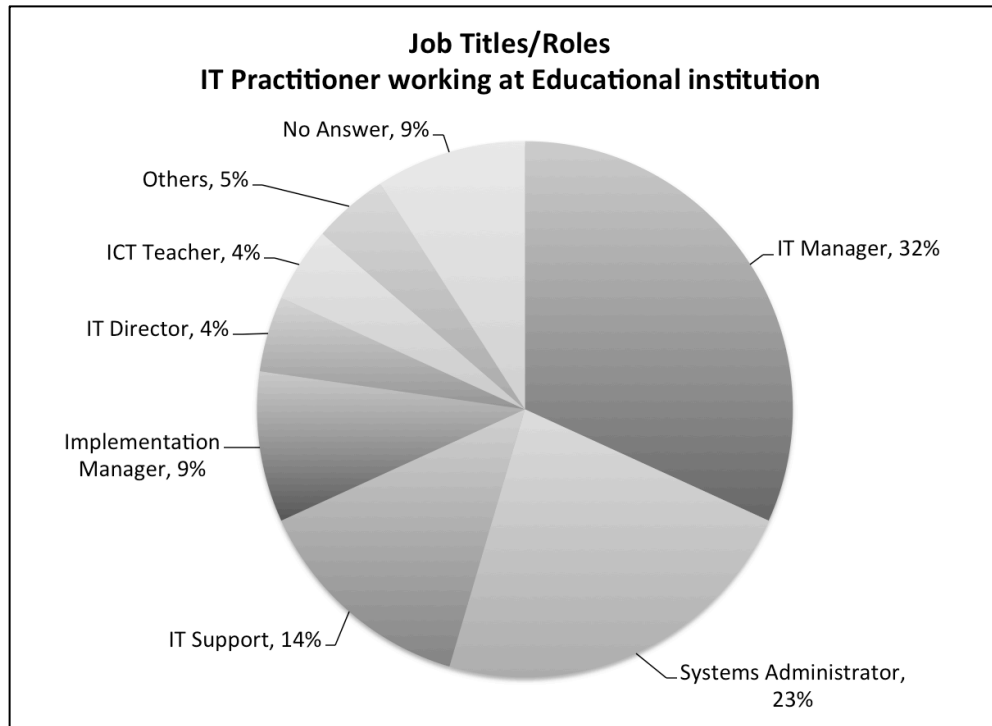 Job Titles/Roles
IT Practitioner working at Educational institution
No Answer, 9%
Others, 5%
ICT Teacher, 4%
IT Director, 4%
Implementation
Manager, 9%
IT Support, 14%
IT Manager, 32%
Systems Administrator,
23%